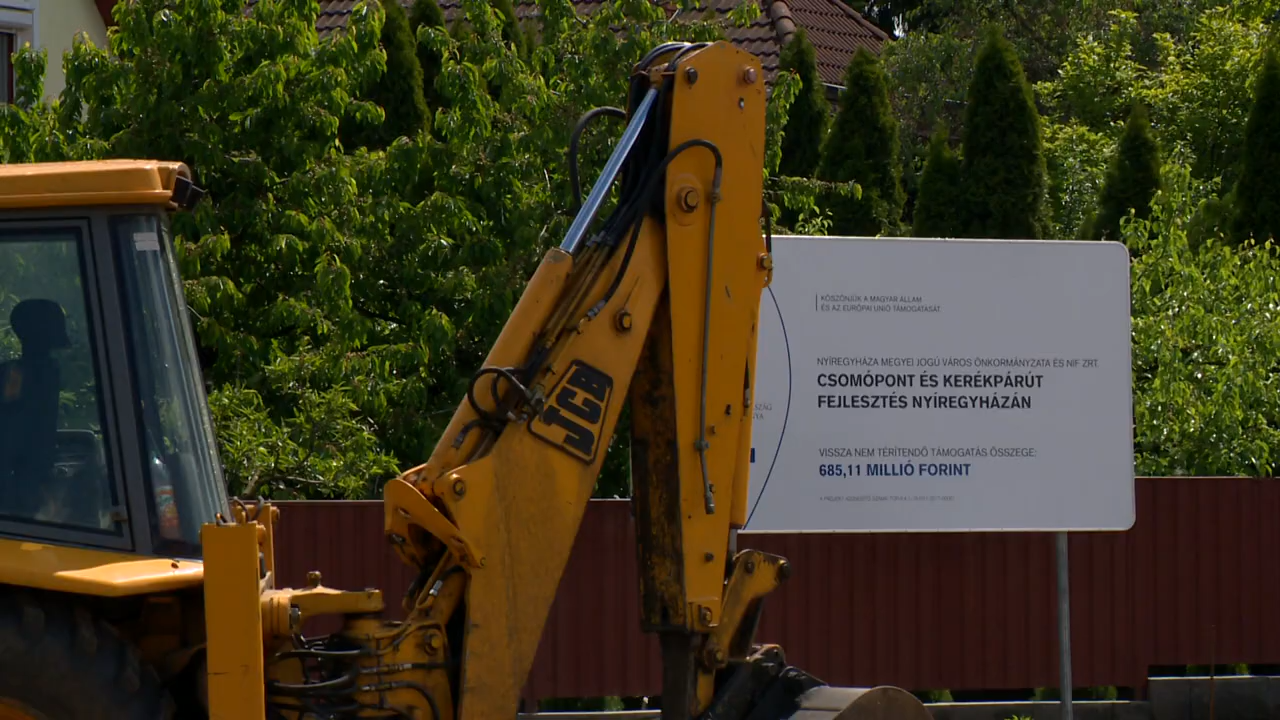 JCB
KÖSZÖNJÜK A MAGYAR ÁLLAM
ÉS AZ EURÓPAI UNIÓ TÁMOGATÁSÁT.
NYÍREGYHÁZA MEGYEI JOGÚ VÁROS ÖNKORMÁNYZATA ÉS NIF ZRT.
CSOMÓPONT ÉS KERÉKPÁRÚT
FEJLESZTÉS NYÍREGYHÁZÁN
VISSZA NEM TÉRÍTENDŐ TÁMOGATÁS ÖSSZEGE:
685,11 MILLIÓ FORINT